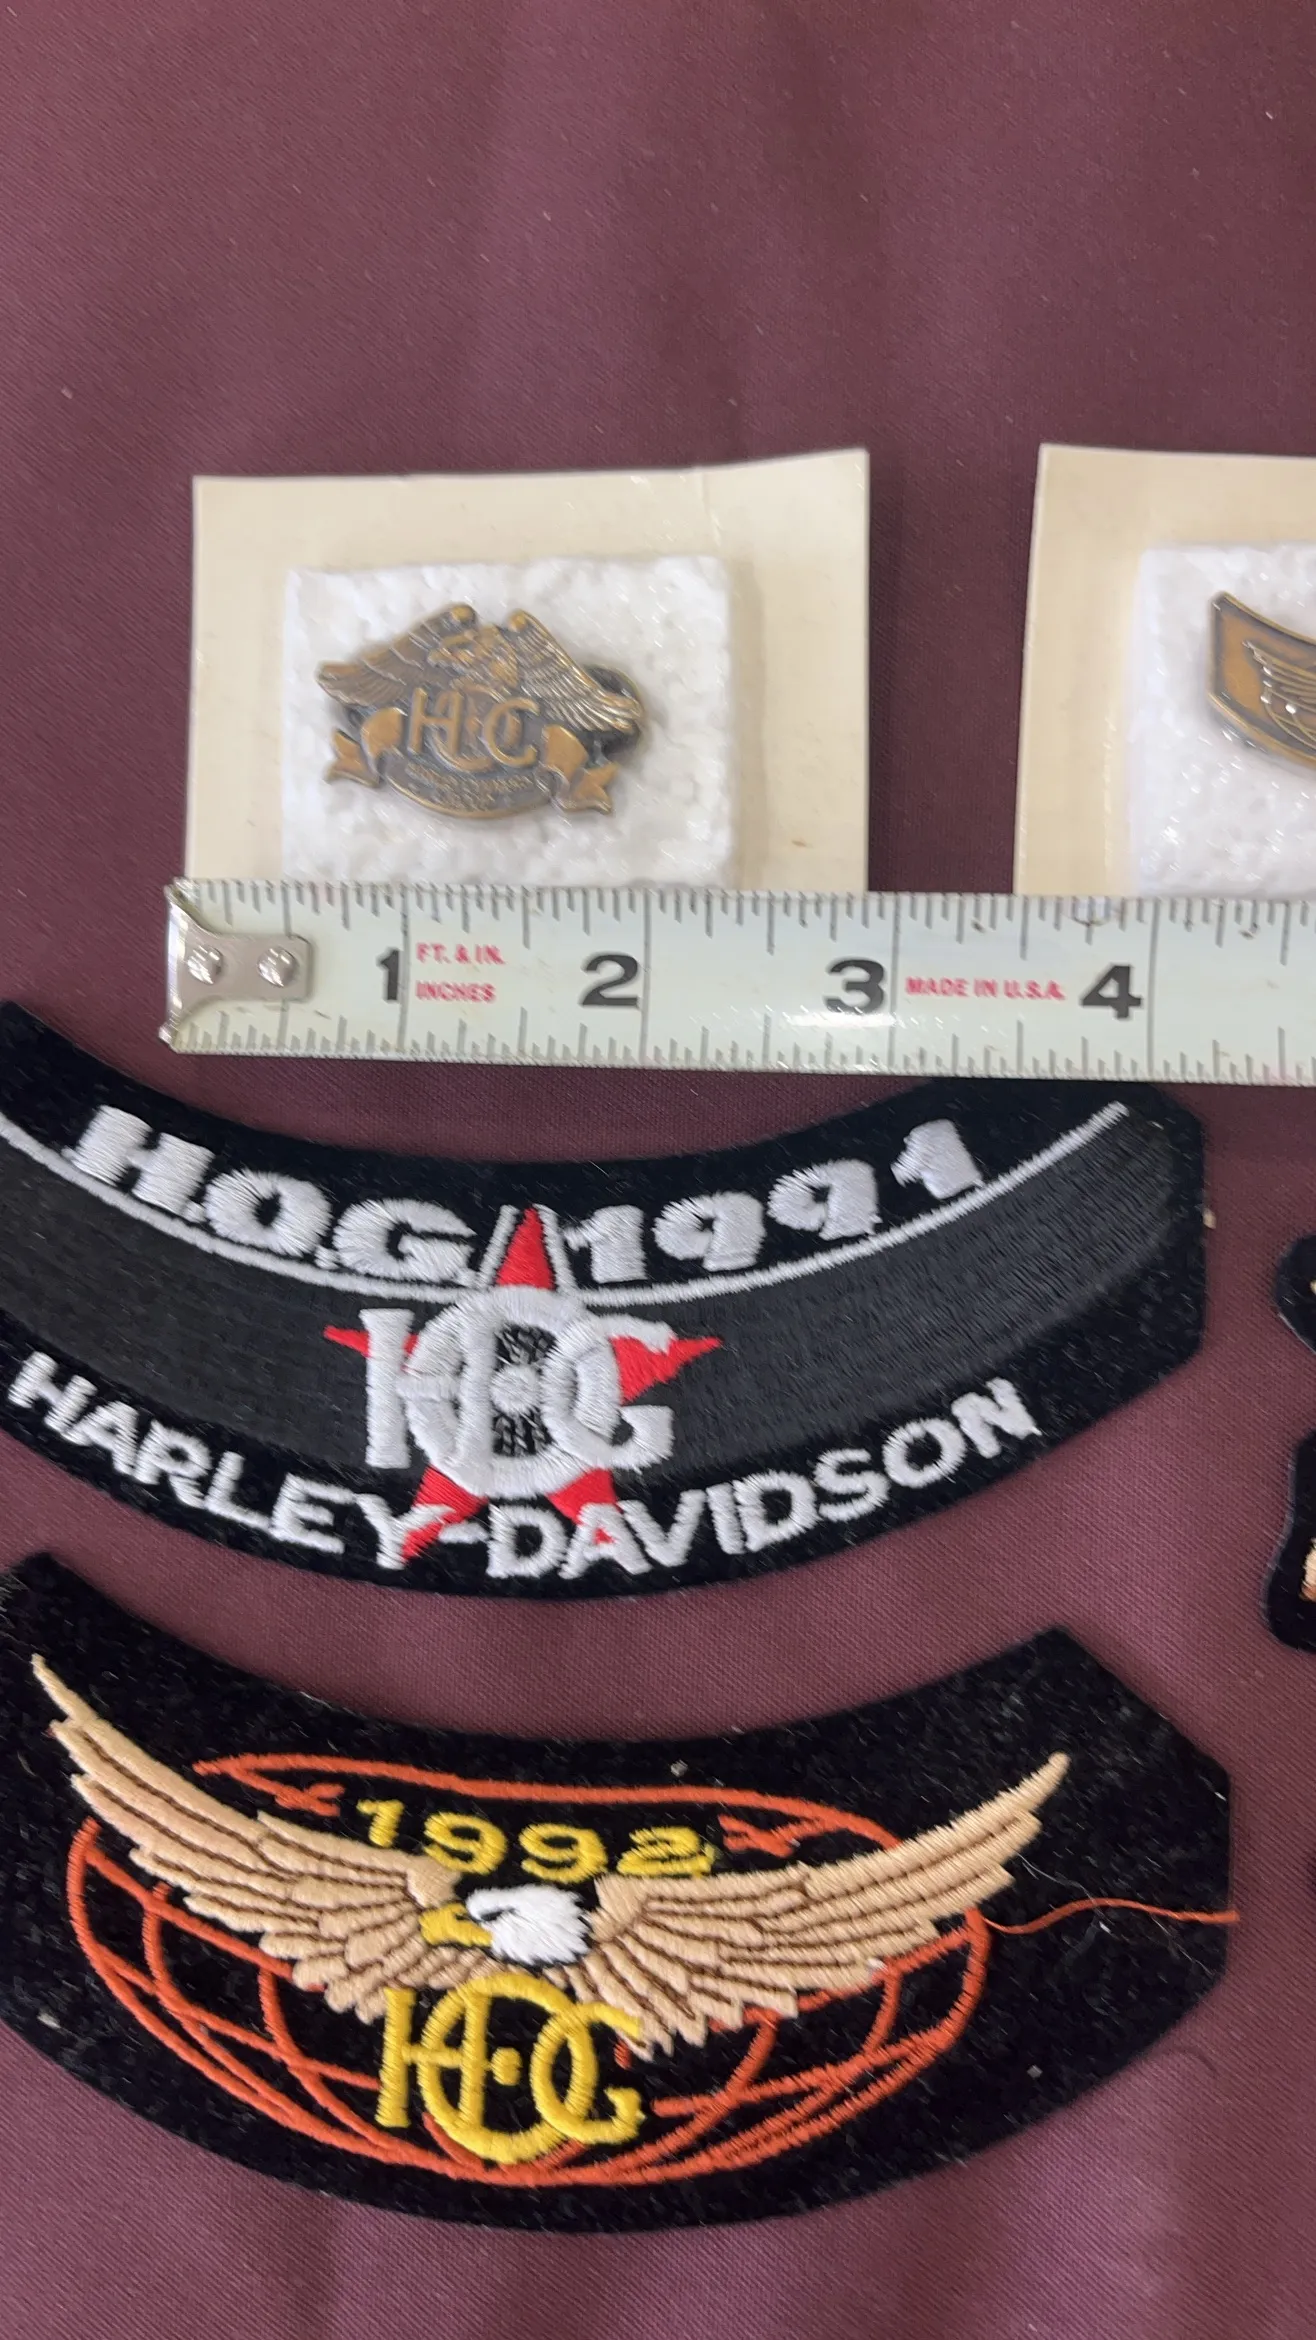 HOG
1 FT. & IN. 2 3 MADE IN U.S.A. 4
INCHES
H.O.G. 1991
HOG
HARLEY-DAVIDSON
1992
HOG